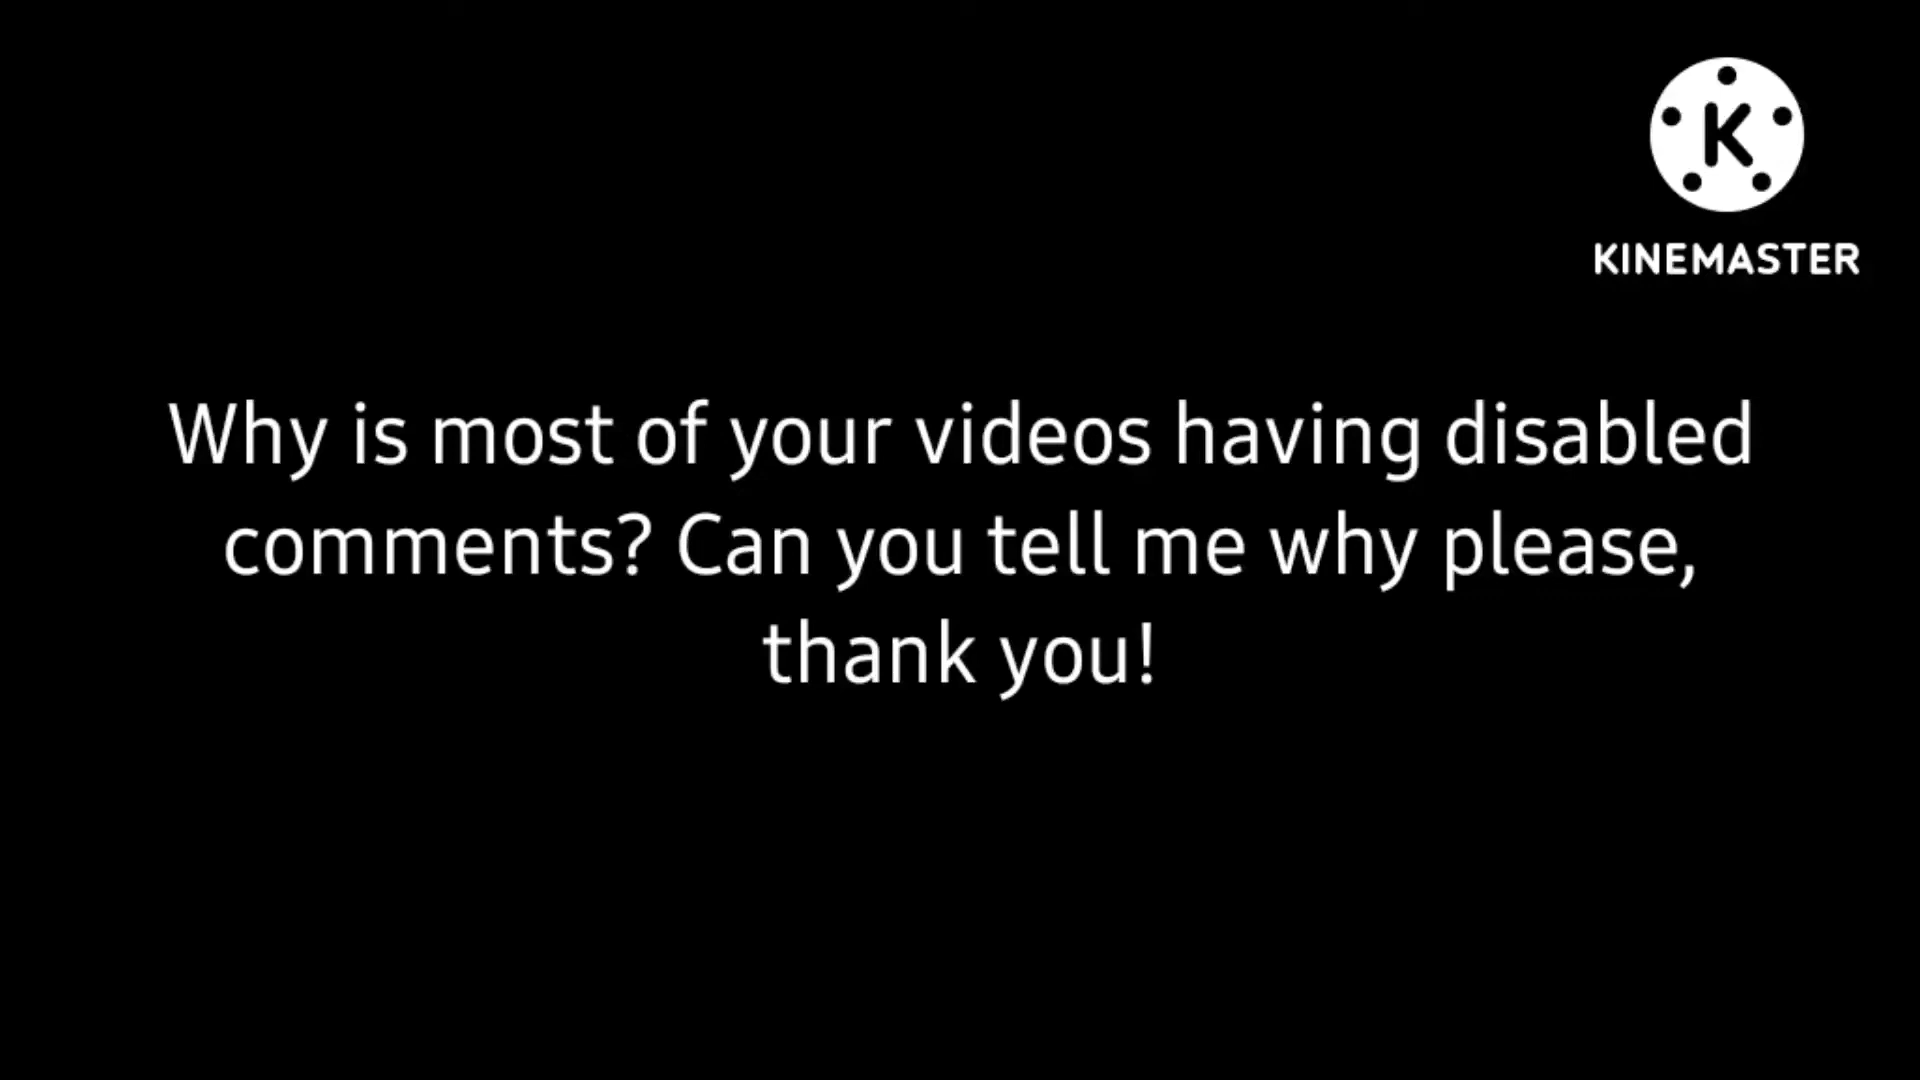 K
KINEMASTER
Why is most of your videos having disabled
comments? Can you tell me why please,
thank you!